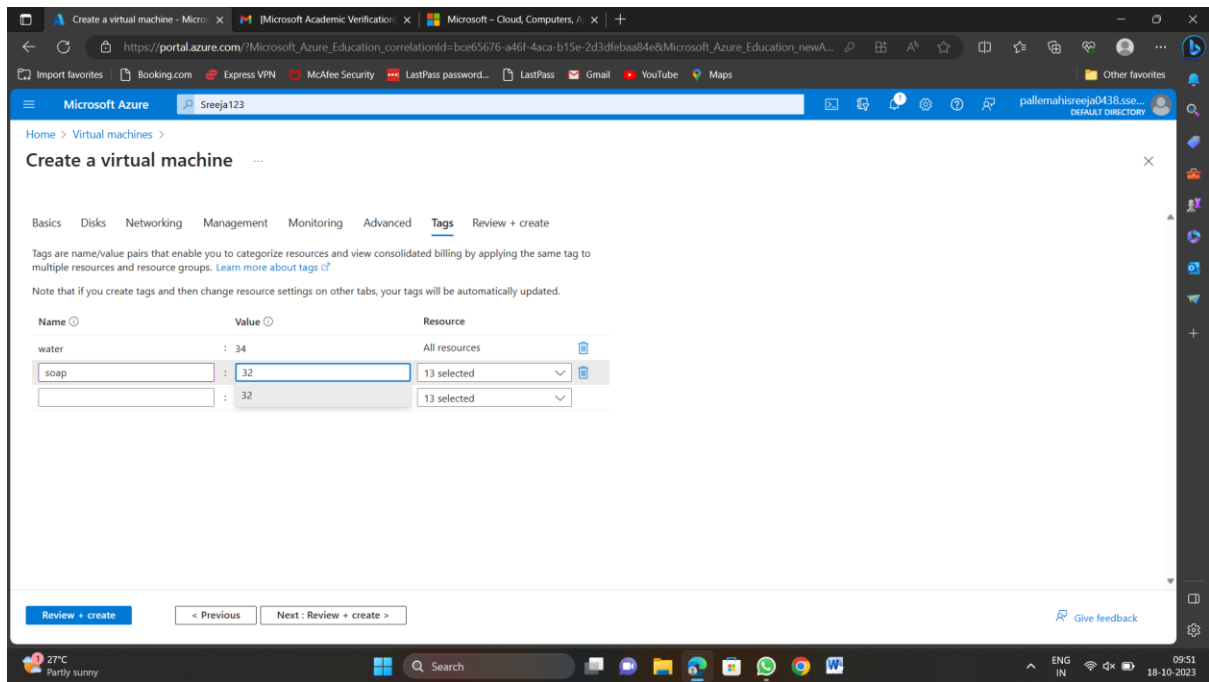 Create a virtual machine - Micros
[Microsoft Academic Verification]
Microsoft – Cloud, Computers, A
https://portal.azure.com/?Microsoft_Azure_Education_correlationId=bce65676-a46f-4aca-b15e-2d3dfebaa84e&Microsoft_Azure_Education_newA...
Import favorites Booking.com Express VPN McAfee Security LastPass password... LastPass Gmail YouTube Maps Other favorites
Microsoft Azure Sreeja123 1 pallemahisreeja0438.sse...
DEFAULT DIRECTORY
Home > Virtual machines >
Create a virtual machine ...
Basics Disks Networking Management Monitoring Advanced Tags Review + create
Tags are name/value pairs that enable you to categorize resources and view consolidated billing by applying the same tag to
multiple resources and resource groups. Learn more about tags
Note that if you create tags and then change resource settings on other tabs, your tags will be automatically updated.
Name Value Resource
water : 34 All resources
soap : 32 13 selected
: 32 13 selected
Review + create < Previous Next : Review + create > Give feedback
1 27°C
Partly sunny
Search
ENG
IN
09:51
18-10-2023